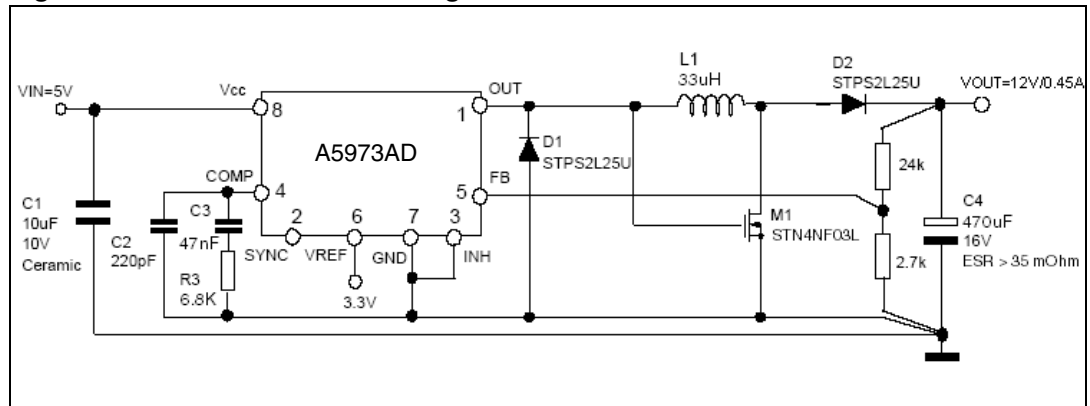 VIN=5V
Vcc
8
OUT
1
A5973AD
L1
33uH
D2
STPS2L25U
VOUT=12V/0.45A
D1
STPS2L25U
FB
5
24k
COMP
4
C1
10uF
10V
Ceramic
C2
220pF
C3
47nF
R3
6.8K
2
SYNC
6
VREF
3.3V
7
GND
3
INH
M1
STN4NF03L
2.7k
C4
470uF
16V
ESR > 35 mOhm